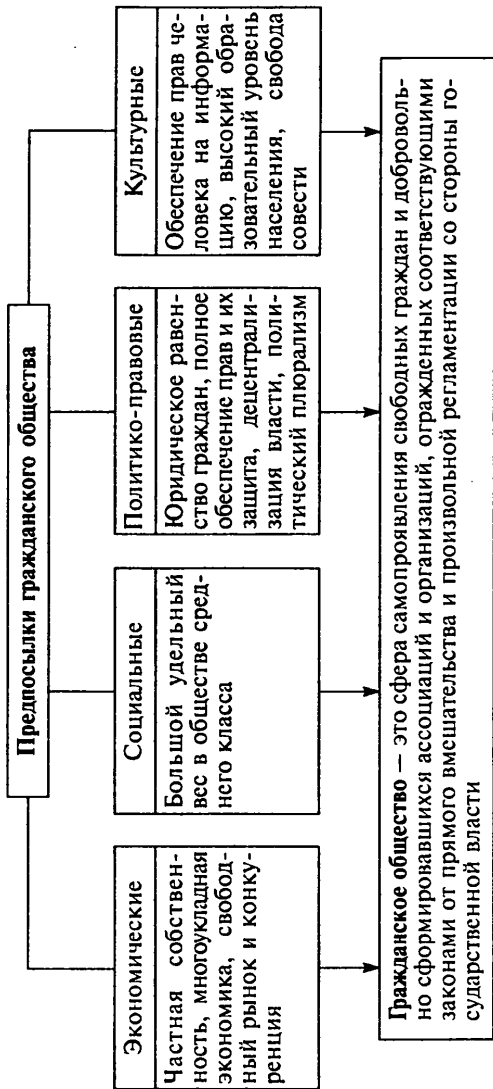 Предпосылки гражданского общества
Экономические
Частная собствен-
ность, многоукладная
экономика, свобод-
ный рынок и конку-
ренция
Социальные
Большой удельный
вес в обществе сред-
него класса
Политико-правовые
Юридическое равен-
ство граждан, полное
обеспечение прав и их
защита, децентрали-
зация власти, поли-
тический плюрализм
Культурные
Обеспечение прав че-
ловека на информа-
цию, высокий обра-
зовательный уровень
населения, свобода
совести
Гражданское общество — это сфера самопроявления свободных граждан и доброволь-
но сформировавшихся ассоциаций и организаций, огражденных соответствующими
законами от прямого вмешательства и произвольной регламентации со стороны го-
сударственной власти